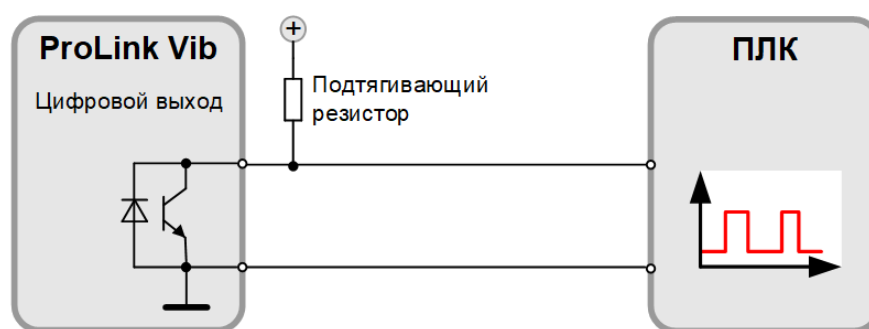 ProLink Vib
Цифровой выход
+
Подтягивающий
резистор
ПЛК